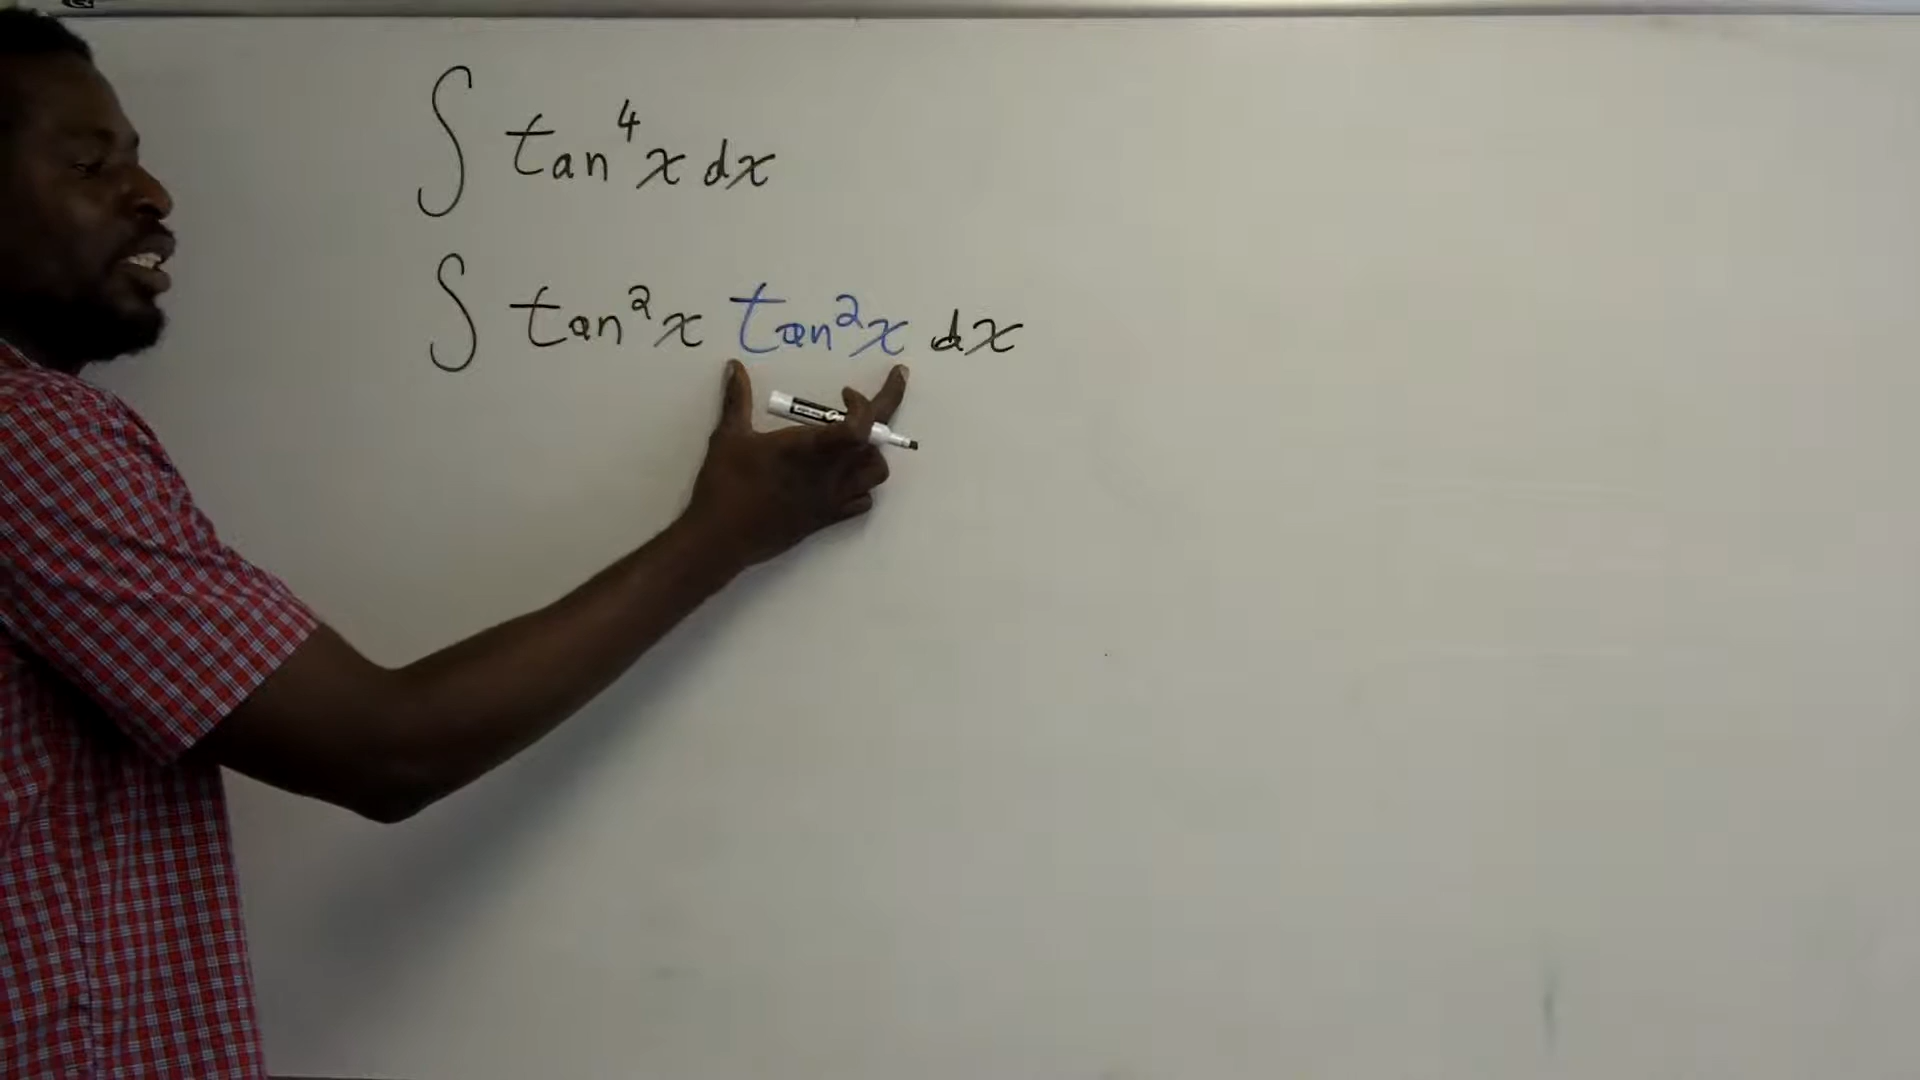 ∫ tan⁴x dx
∫ tan²x tan²x dx